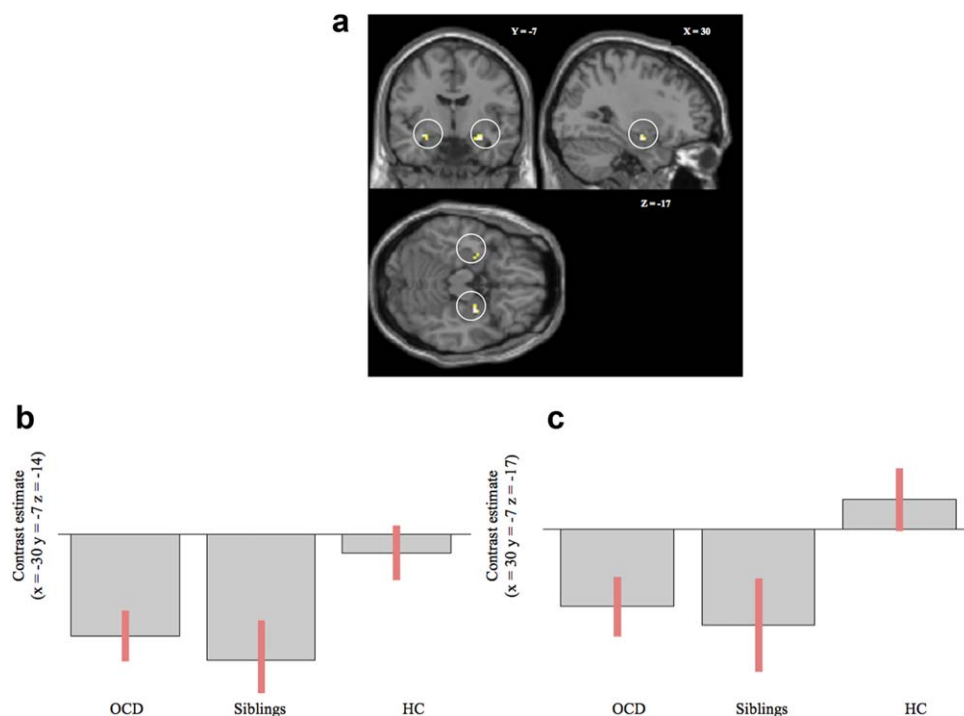 a
Y = -7
X = 30
Z = -17
b
Contrast estimate
(x = -30 y = -7 z = -14)
OCD
Siblings
HC
c
Contrast estimate
(x = 30 y = -7 z = -17)
OCD
Siblings
HC